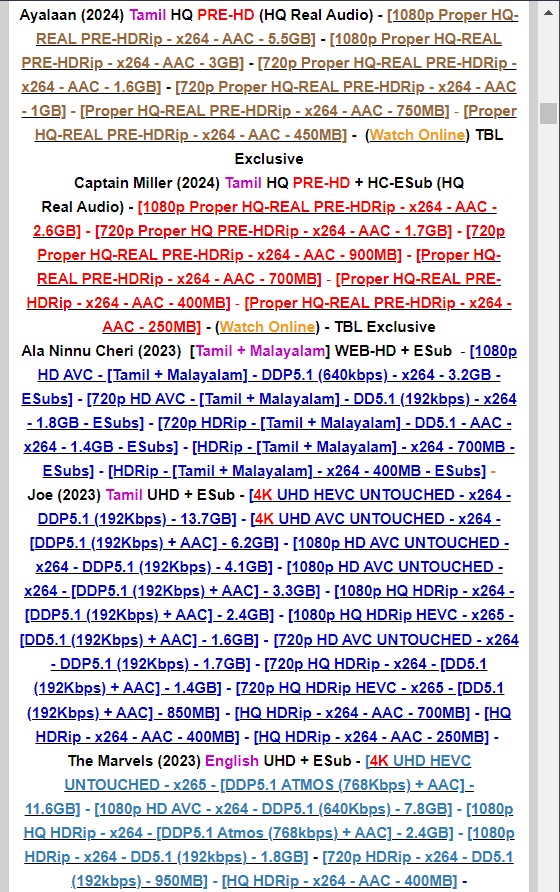 Ayalaan (2024) Tamil HQ PRE-HD (HQ Real Audio) - [1080p Proper HQ-
REAL PRE-HDRip - x264 - AAC - 5.5GB] - [1080p Proper HQ-REAL
PRE-HDRip - x264 - AAC - 3GB] - [720p Proper HQ-REAL PRE-HDRip -
x264 - AAC - 1.6GB] - [720p Proper HQ-REAL PRE-HDRip - x264 - AAC
- 1GB] - [Proper HQ-REAL PRE-HDRip - x264 - AAC - 750MB] - [Proper
HQ-REAL PRE-HDRip - x264 - AAC - 450MB] - (Watch Online) TBL
Exclusive
Captain Miller (2024) Tamil HQ PRE-HD + HC-ESub (HQ
Real Audio) - [1080p Proper HQ-REAL PRE-HDRip - x264 - AAC -
2.6GB] - [720p Proper HQ PRE-HDRip - x264 - AAC - 1.7GB] - [720p
Proper HQ-REAL PRE-HDRip - x264 - AAC - 900MB] - [Proper HQ-
REAL PRE-HDRip - x264 - AAC - 700MB] - [Proper HQ-REAL PRE-
HDRip - x264 - AAC - 400MB] - [Proper HQ-REAL PRE-HDRip - x264 -
AAC - 250MB] - (Watch Online) - TBL Exclusive
Ala Ninnu Cheri (2023) [Tamil + Malayalam] WEB-HD + ESub - [1080p
HD AVC - [Tamil + Malayalam] - DDP5.1 (640kbps) - x264 - 3.2GB -
ESubs] - [720p HD AVC - [Tamil + Malayalam] - DD5.1 (192kbps) - x264
- 1.8GB - ESubs] - [720p HDRip - [Tamil + Malayalam] - DD5.1 - AAC -
x264 - 1.4GB - ESubs] - [HDRip - [Tamil + Malayalam] - x264 - 700MB -
ESubs] - [HDRip - [Tamil + Malayalam] - x264 - 400MB - ESubs] -
Joe (2023) Tamil UHD + ESub - [4K UHD HEVC UNTOUCHED - x264 -
DDP5.1 (192Kbps) - 13.7GB] - [4K UHD AVC UNTOUCHED - x264 -
[DDP5.1 (192Kbps) + AAC] - 6.2GB] - [1080p HD AVC UNTOUCHED -
x264 - DDP5.1 (192Kbps) - 4.1GB] - [1080p HD AVC UNTOUCHED -
x264 - [DDP5.1 (192Kbps) + AAC] - 3.3GB] - [1080p HQ HDRip - x264 -
[DDP5.1 (192Kbps) + AAC] - 2.4GB] - [1080p HQ HDRip HEVC - x265 -
[DD5.1 (192Kbps) + AAC] - 1.6GB] - [720p HD AVC UNTOUCHED - x264
- DDP5.1 (192Kbps) - 1.7GB] - [720p HQ HDRip - x264 - [DD5.1
(192Kbps) + AAC] - 1.4GB] - [720p HQ HDRip HEVC - x265 - [DD5.1
(192Kbps) + AAC] - 850MB] - [HQ HDRip - x264 - AAC - 700MB] - [HQ
HDRip - x264 - AAC - 400MB] - [HQ HDRip - x264 - AAC - 250MB] -
The Marvels (2023) English UHD + ESub - [4K UHD HEVC
UNTOUCHED - x265 - [DDP5.1 ATMOS (768Kbps) + AAC] -
11.6GB] - [1080p HD AVC - x264 - DDP5.1 (640Kbps) - 7.8GB] - [1080p
HQ HDRip - x264 - [DDP5.1 Atmos (768kbps) + AAC] - 2.4GB] - [1080p
HDRip - x264 - DD5.1 (192kbps) - 1.8GB] - [720p HDRip - x264 - DD5.1
(192kbps) - 950MB] - [HQ HDRip - x264 - AAC - 400MB] -